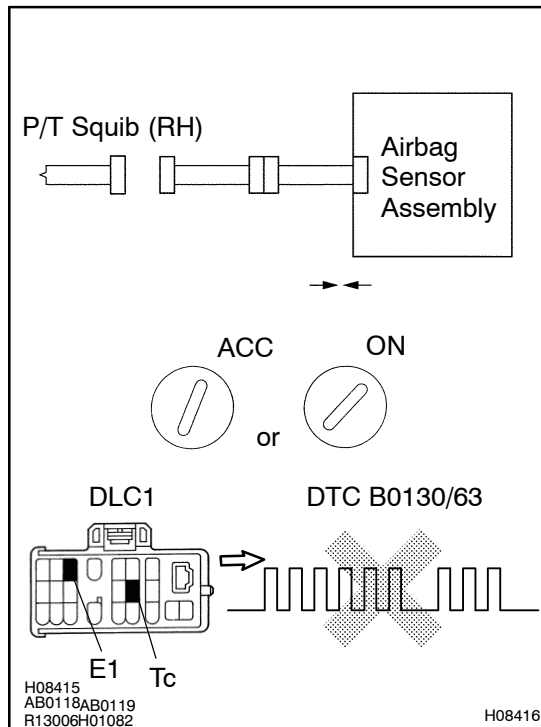 P/T Squib (RH)
Airbag
Sensor
Assembly
ACC
ON
or
DLC1
DTC B0130/63
E1
Tc
H08415
AB0118AB0119
R13006H01082
H08416